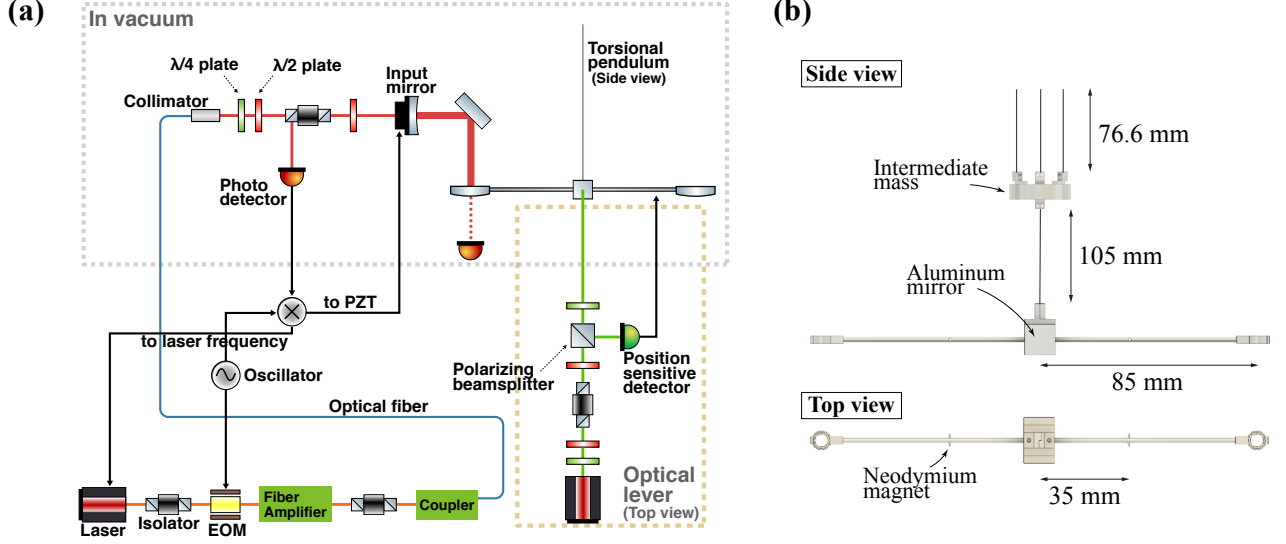 (a)
In vacuum
λ/4 plate
λ/2 plate
Input
mirror
Collimator
Torsional
pendulum
(Side view)
Photo
detector
to PZT
to laser frequency
Oscillator
Optical fiber
Polarizing
beamsplitter
Position
sensitive
detector
Optical
lever
(Top view)
Laser
Isolator
EOM
Fiber
Amplifier
Coupler
(b)
Side view
76.6 mm
Intermediate
mass
105 mm
Aluminum
mirror
85 mm
Top view
Neodymium
magnet
35 mm